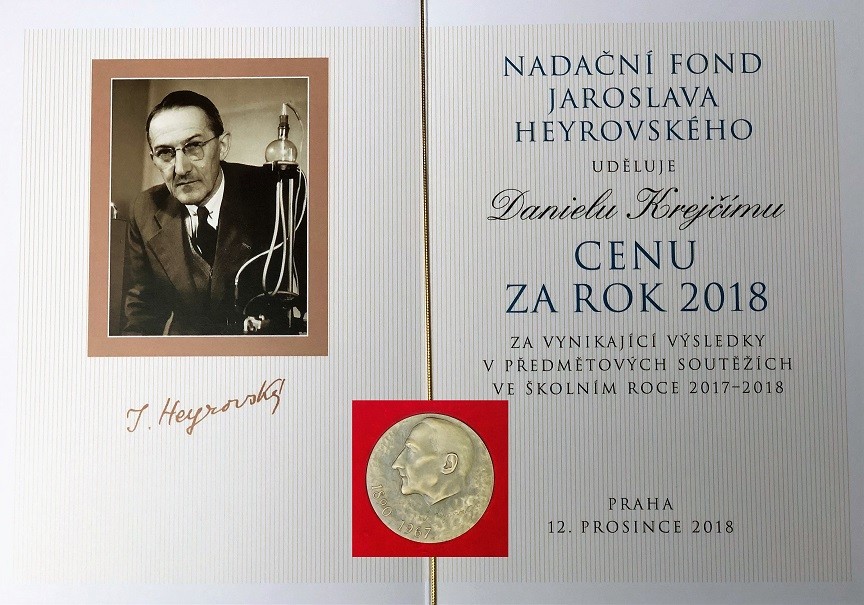 J. Heyrovský
NADAČNÍ FOND
JAROSLAVA
HEYROVSKÉHO
UDĚLUJE
Danielu Krejčímu
CENU
ZA ROK 2018
ZA VYNIKAJÍCÍ VÝSLEDKY
V PŘEDMĚTOVÝCH SOUTĚŽÍCH
VE ŠKOLNÍM ROCE 2017–2018
PRAHA
12. PROSINCE 2018
1890 1967